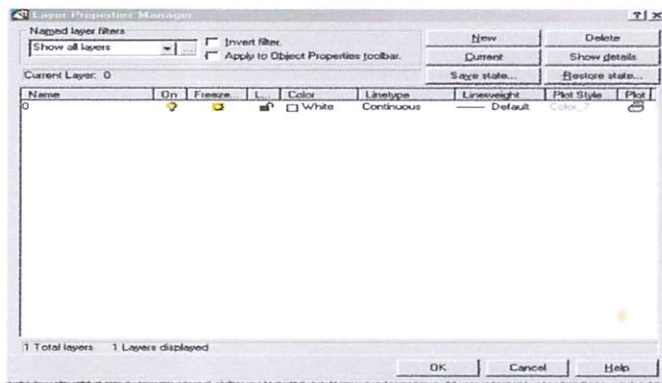 Layer Properties Manager ? x
Named layer filters
Show all layers ...
Invert filter.
Apply to Object Properties toolbar.
New Delete
Current Show details
Save state... Restore state...
Current Layer: 0
Name On Freeze... L... Color Linetype Lineweight Plot Style Plot
0 White Continuous Default Color_7
1 Total layers 1 Layers displayed
OK Cancel Help